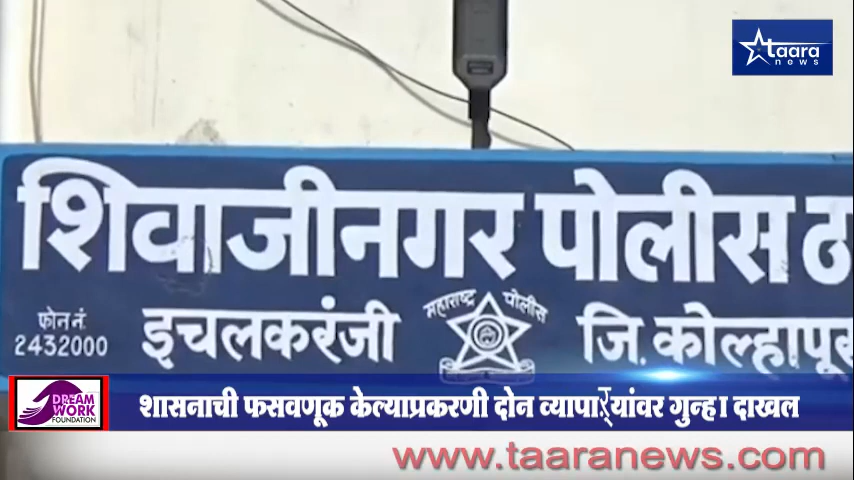 taara
news
शिवाजीनगर पोलीस ठ
फोन नं.
2432000
इचलकरंजी
महाराष्ट्र पोलीस
जि. कोल्हापूर
DREAM
WORK
FOUNDATION
शासनाची फसवणूक केल्याप्रकरणी दोन व्यापाऱ्यांवर गुन्हा दाखल
www.taaranews.com